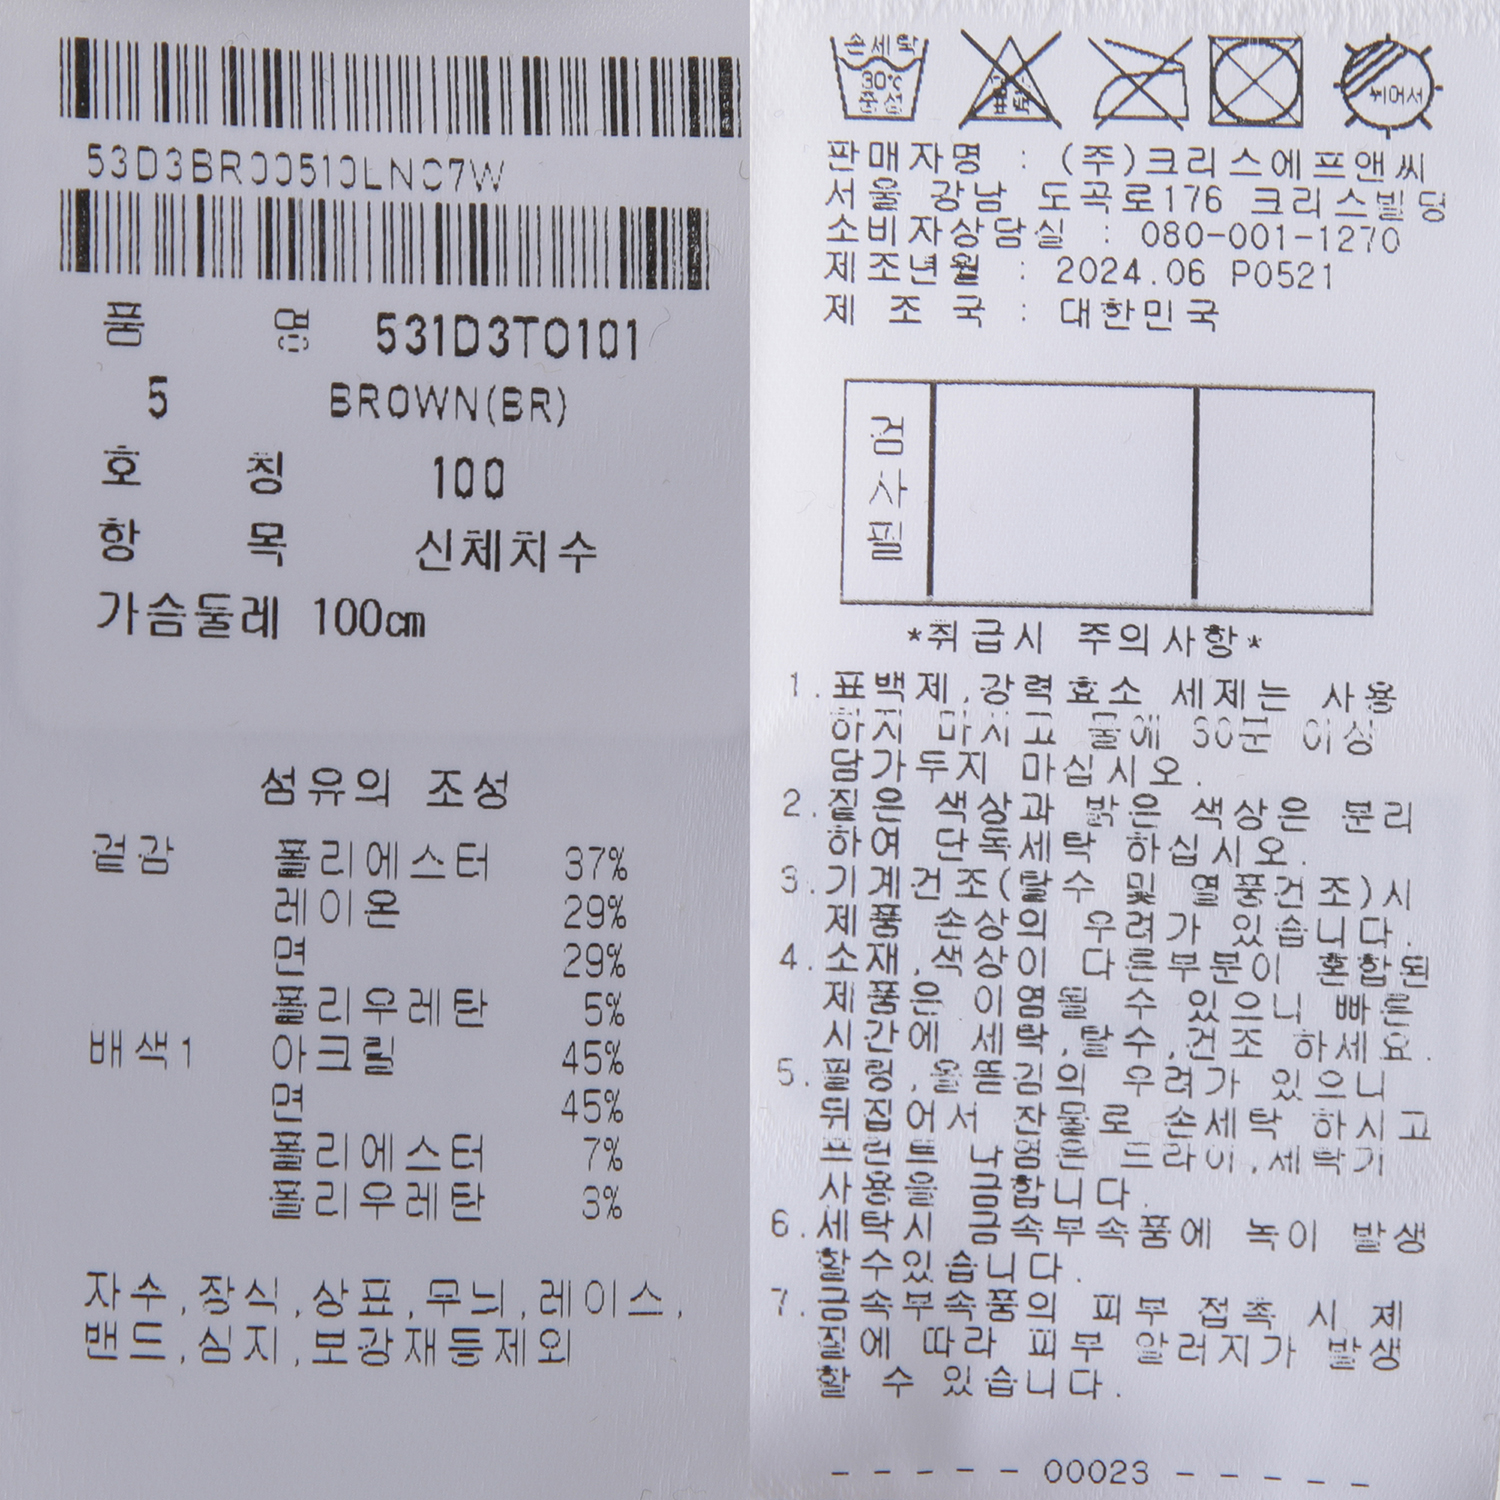 53D3BR00510LNC7W
품 명 531D3TO101
5 BROWN(BR)
호 칭 100
항 목 신체치수
가슴둘레 100cm
섬유의 조성
겉감 폴리에스터 37%
레이온 29%
면 29%
폴리우레탄 5%
배색1 아크릴 45%
면 45%
폴리에스터 7%
폴리우레탄 3%
자수,장식,상표,무늬,레이스,
밴드,심지,보강재등제외
손세탁
30℃
중성
염소
표백
뉘어서
판매자명 : (주)크리스에프앤씨
서울 강남 도곡로176 크리스빌딩
소비자상담실 : 080-001-1270
제조년월 : 2024.06 P0521
제 조 국 : 대한민국
검사필
*취급시 주의사항*
1.표백제,강력효소 세제는 사용
하지 마시고 물에 30분 이상
담가두지 마십시오.
2.짙은 색상과 밝은 색상은 분리
하여 단독세탁 하십시오.
3.기계건조(탈수 및 열풍건조)시
제품 손상의 우려가 있습니다.
4.소재,색상이 다른부분이 혼합된
제품은 이염될 수 있으니 빠른
시간에 세탁,탈수,건조 하세요.
5.필링,올뜯김의 우려가 있으니
뒤집어서 찬물로 손세탁 하시고
프린트 날염은 드라이,세탁기
사용을 금합니다.
6.세탁시 금속부속품에 녹이 발생
할수있습니다.
7.금속부속품의 피부 접촉 시 체
질에 따라 피부 알러지가 발생
할 수 있습니다.
- - - - - 00023 - - - - -